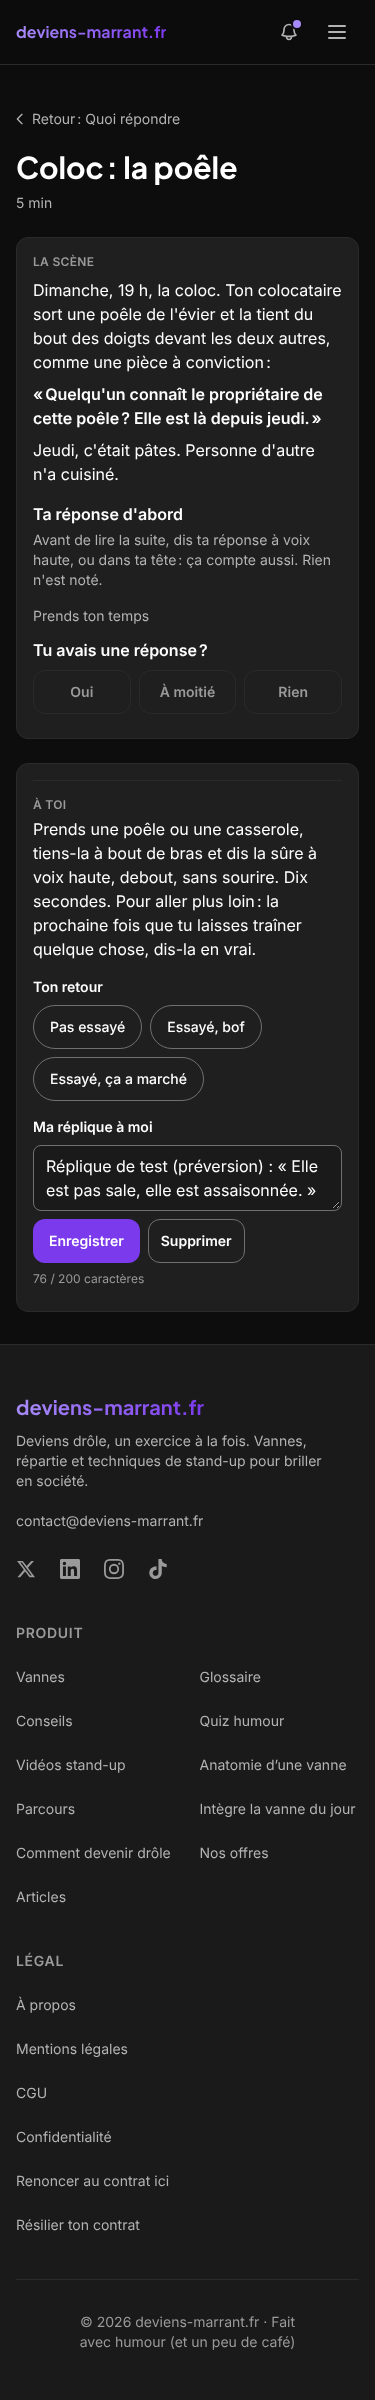 deviens-marrant.fr
Retour : Quoi répondre
Coloc : la poêle
5 min
LA SCÈNE
Dimanche, 19 h, la coloc. Ton colocataire
sort une poêle de l'évier et la tient du
bout des doigts devant les deux autres,
comme une pièce à conviction :
« Quelqu'un connaît le propriétaire de
cette poêle ? Elle est là depuis jeudi. »
Jeudi, c'était pâtes. Personne d'autre
n'a cuisiné.
Ta réponse d'abord
Avant de lire la suite, dis ta réponse à voix
haute, ou dans ta tête : ça compte aussi. Rien
n'est noté.
Prends ton temps
Tu avais une réponse ?
Oui À moitié Rien
À TOI
Prends une poêle ou une casserole,
tiens-la à bout de bras et dis la sûre à
voix haute, debout, sans sourire. Dix
secondes. Pour aller plus loin : la
prochaine fois que tu laisses traîner
quelque chose, dis-la en vrai.
Ton retour
Pas essayé Essayé, bof
Essayé, ça a marché
Ma réplique à moi
Réplique de test (préversion) : « Elle
est pas sale, elle est assaisonnée. »
Enregistrer Supprimer
76 / 200 caractères
deviens-marrant.fr
Deviens drôle, un exercice à la fois. Vannes,
répartie et techniques de stand-up pour briller
en société.
contact@deviens-marrant.fr
PRODUIT
Vannes Glossaire
Conseils Quiz humour
Vidéos stand-up Anatomie d’une vanne
Parcours Intègre la vanne du jour
Comment devenir drôle Nos offres
Articles
LÉGAL
À propos
Mentions légales
CGU
Confidentialité
Renoncer au contrat ici
Résilier ton contrat
© 2026 deviens-marrant.fr · Fait
avec humour (et un peu de café)